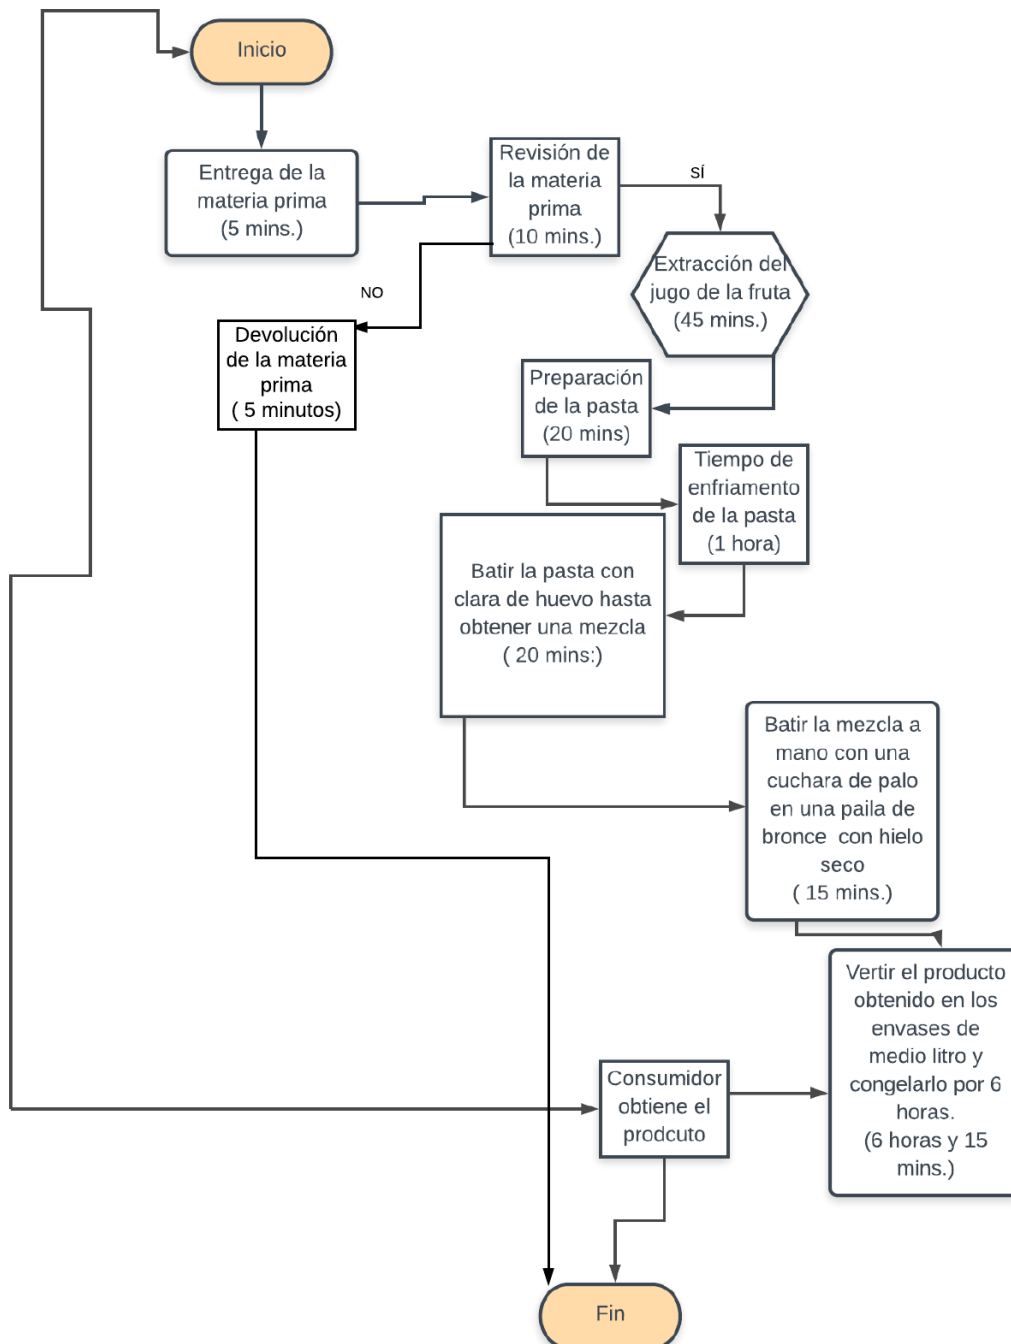 Inicio
Entrega de la
materia prima
(5 mins.)
Revisión de
la materia
prima
(10 mins.)
SÍ
Extracción del
jugo de la fruta
(45 mins.)
NO
Devolución
de la materia
prima
( 5 minutos)
Preparación
de la pasta
(20 mins)
Tiempo de
enfriamento
de la pasta
(1 hora)
Batir la pasta con
clara de huevo hasta
obtener una mezcla
( 20 mins:)
Batir la mezcla a
mano con una
cuchara de palo
en una paila de
bronce con hielo
seco
( 15 mins.)
Vertir el producto
obtenido en los
envases de
medio litro y
congelarlo por 6
horas.
(6 horas y 15
mins.)
Consumidor
obtiene el
prodcuto
Fin